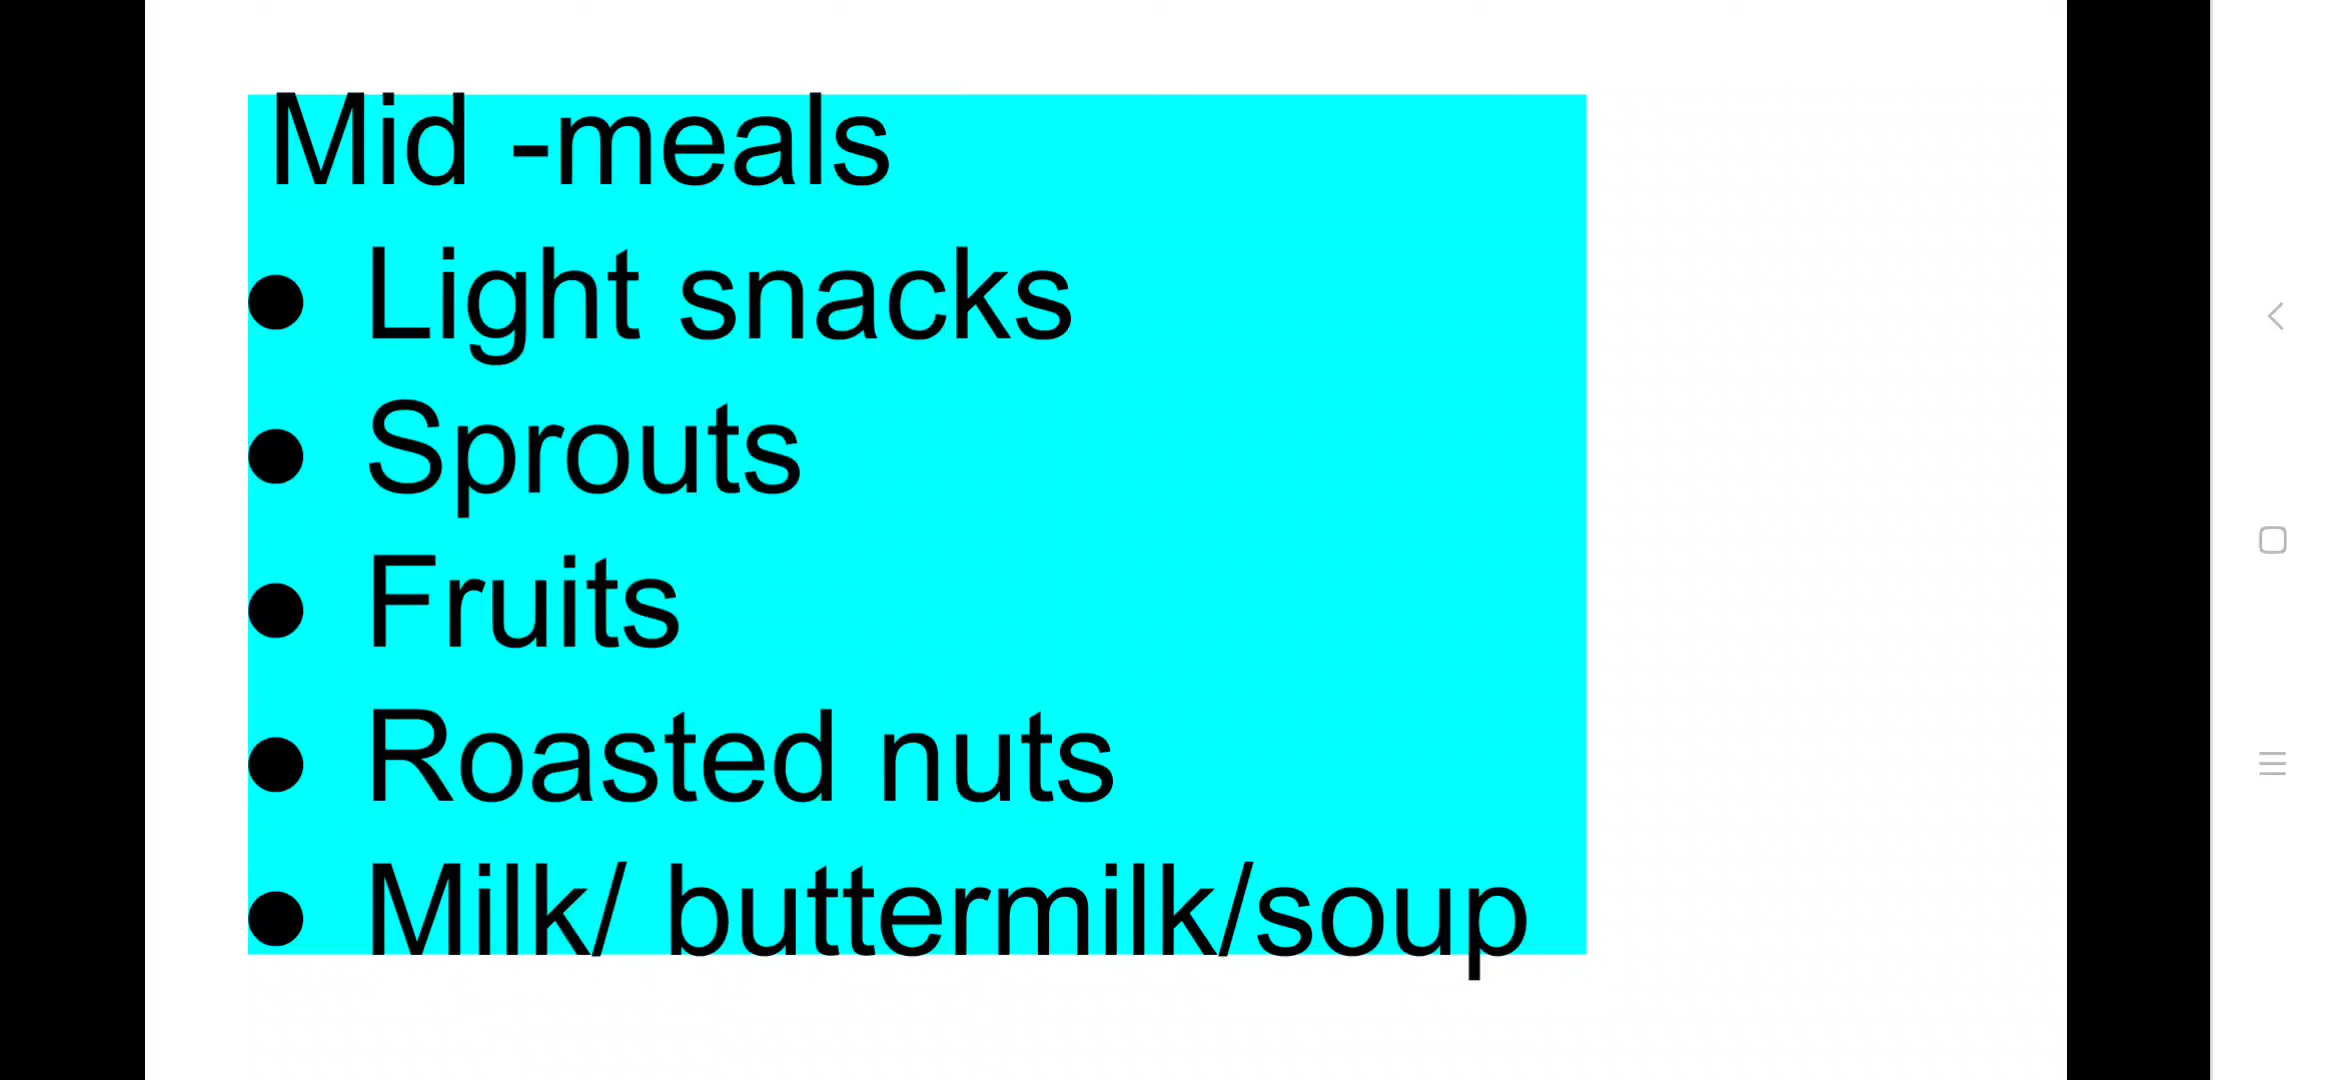 Mid -meals
● Light snacks
● Sprouts
● Fruits
● Roasted nuts
● Milk/ buttermilk/soup